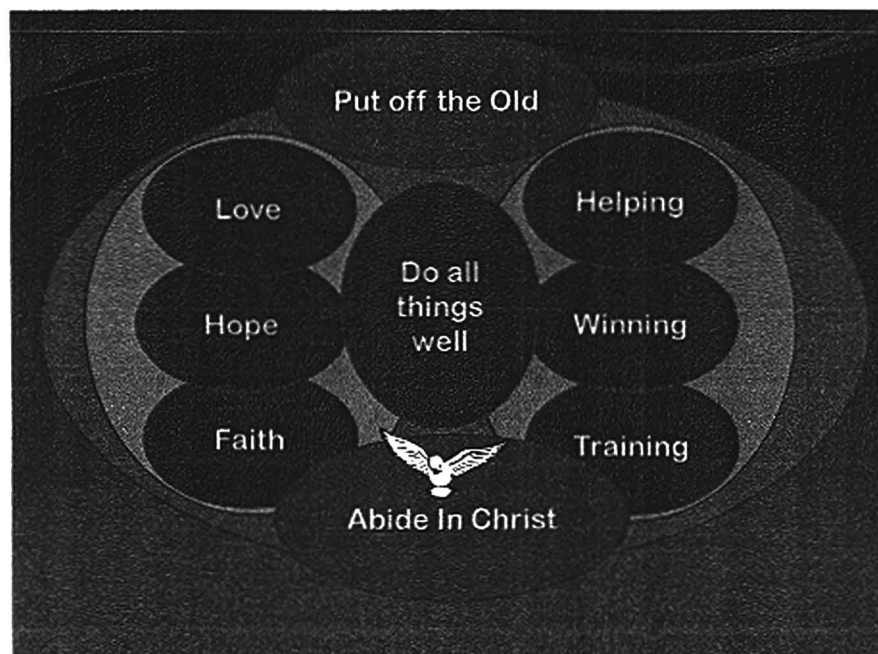 Put off the Old
Love
Hope
Faith
Do all
things
well
Helping
Winning
Training
Abide In Christ